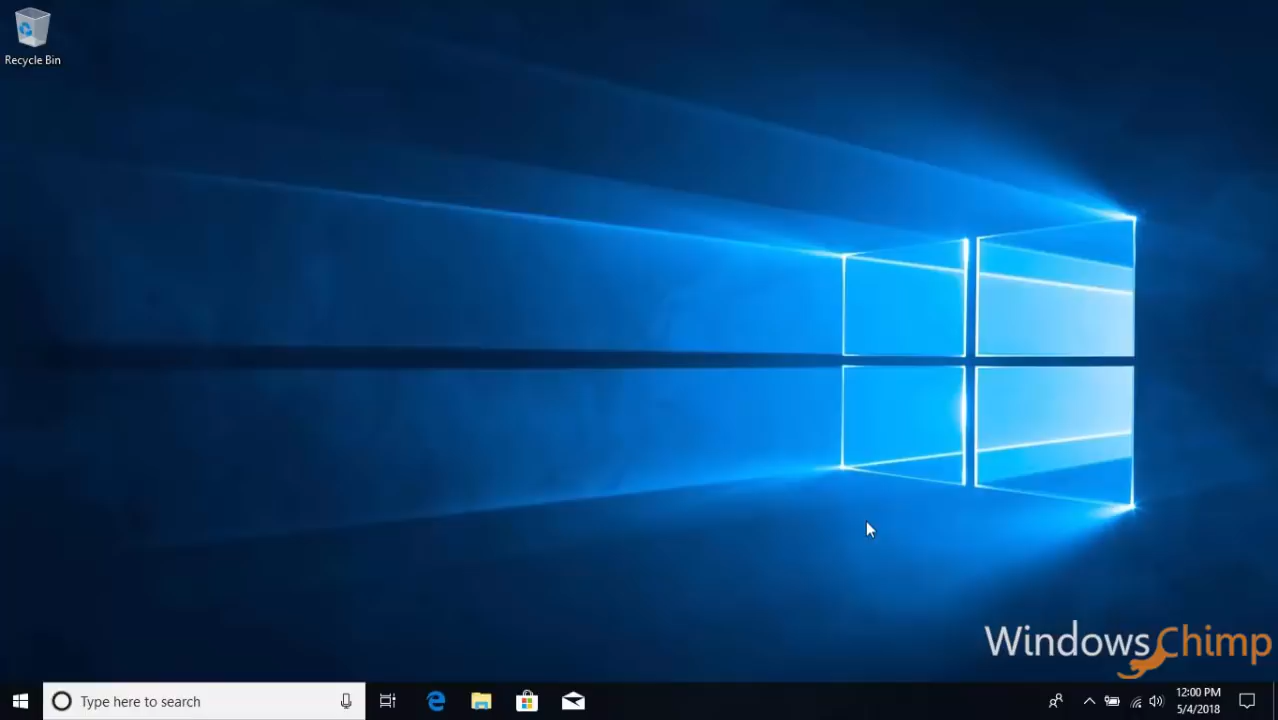 Recycle Bin
WindowsChimp
Type here to search
12:00 PM
5/4/2018